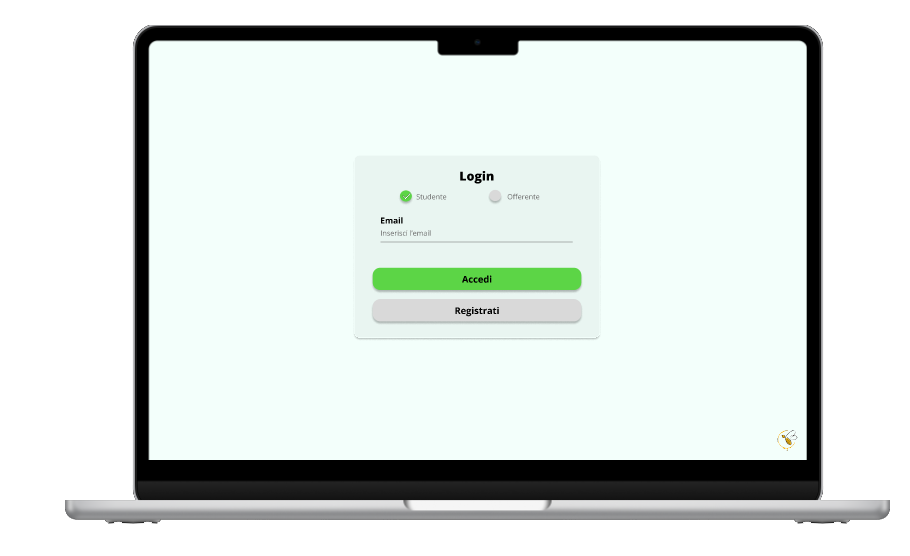 Login
Studente Offerente
Email
Inserisci l'email
Accedi
Registrati